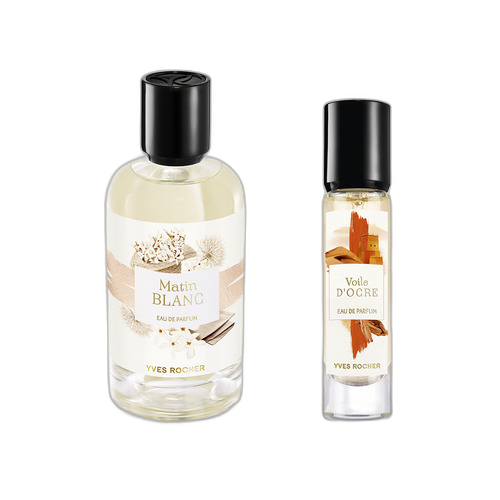 Matin
BLANC
EAU DE PARFUM
YVES ROCHER
Voile
D'OCRE
EAU DE PARFUM
YVES ROCHER